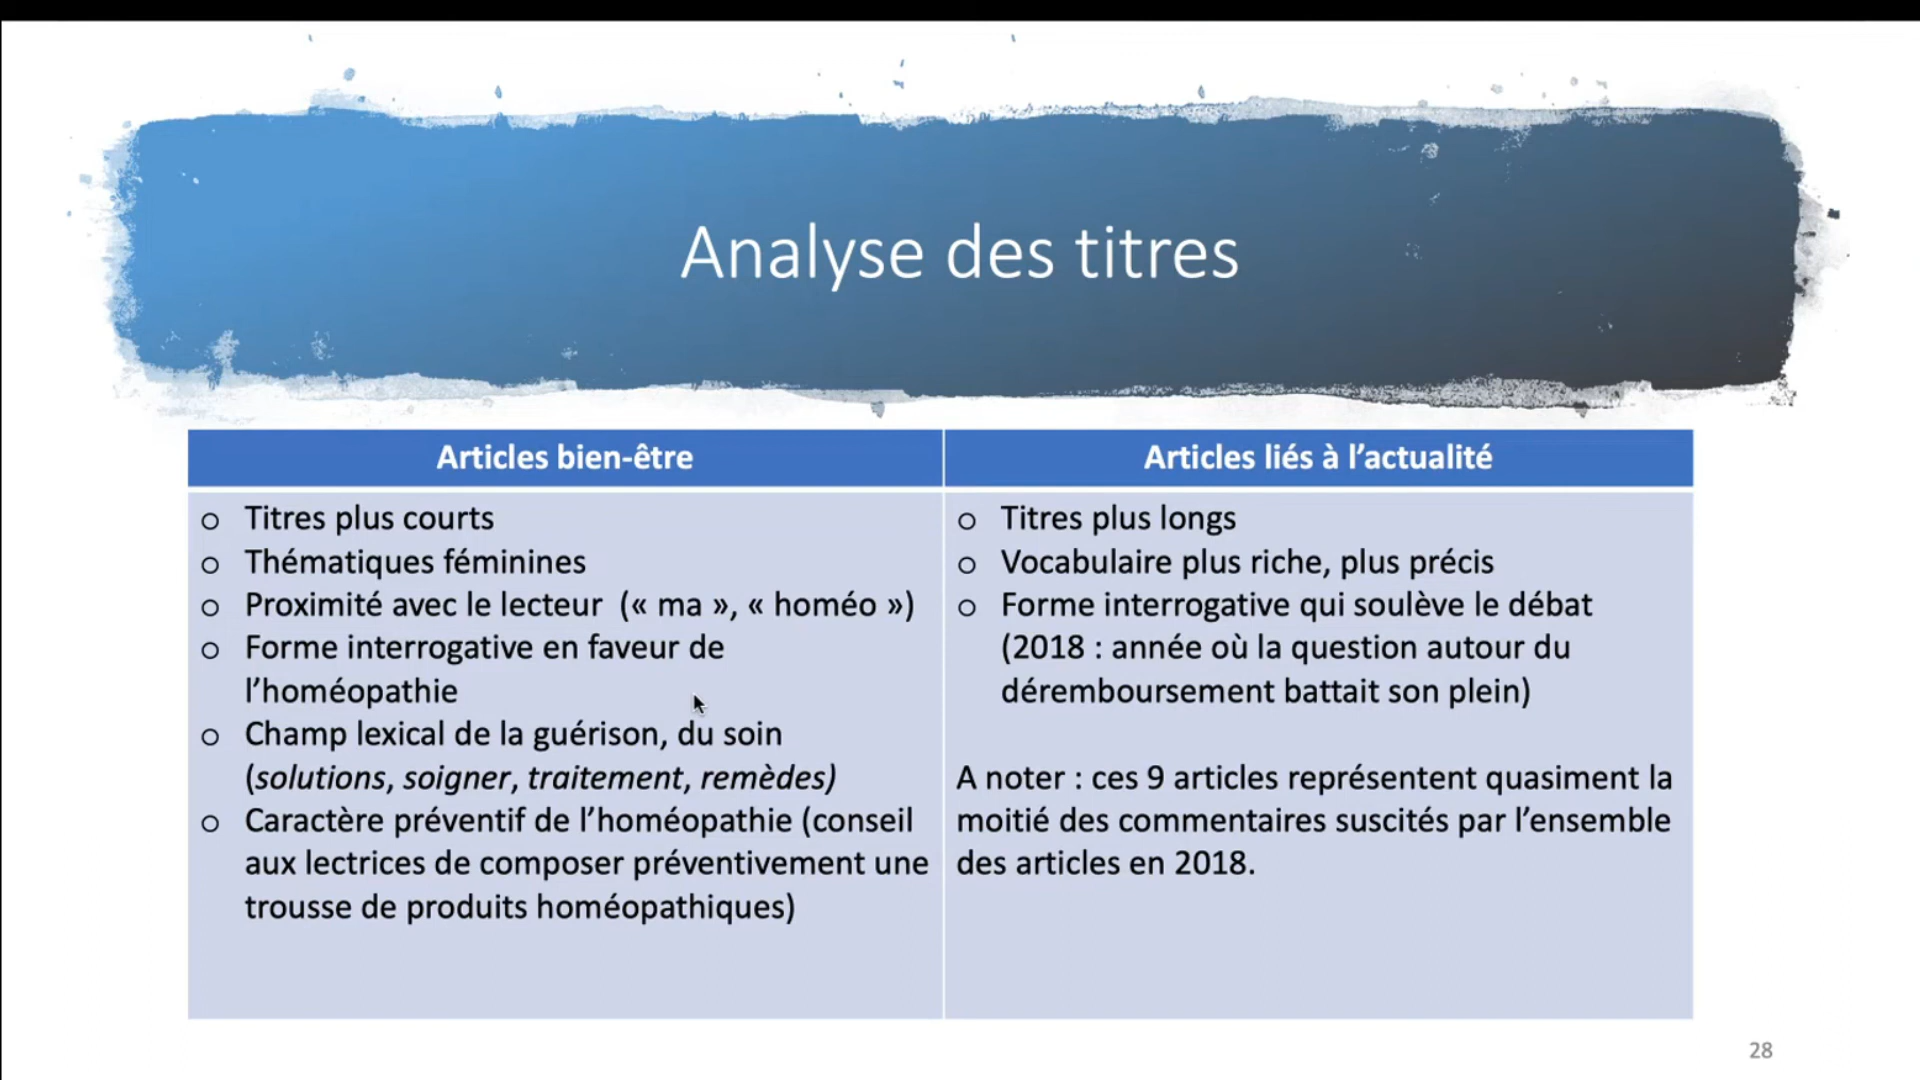 Analyse des titres
Articles bien-être
○ Titres plus courts
○ Thématiques féminines
○ Proximité avec le lecteur (« ma », « homéo »)
○ Forme interrogative en faveur de
l’homéopathie
○ Champ lexical de la guérison, du soin
(solutions, soigner, traitement, remèdes)
○ Caractère préventif de l’homéopathie (conseil
aux lectrices de composer préventivement une
trousse de produits homéopathiques)
Articles liés à l’actualité
○ Titres plus longs
○ Vocabulaire plus riche, plus précis
○ Forme interrogative qui soulève le débat
(2018 : année où la question autour du
déremboursement battait son plein)
A noter : ces 9 articles représentent quasiment la
moitié des commentaires suscités par l’ensemble
des articles en 2018.
28